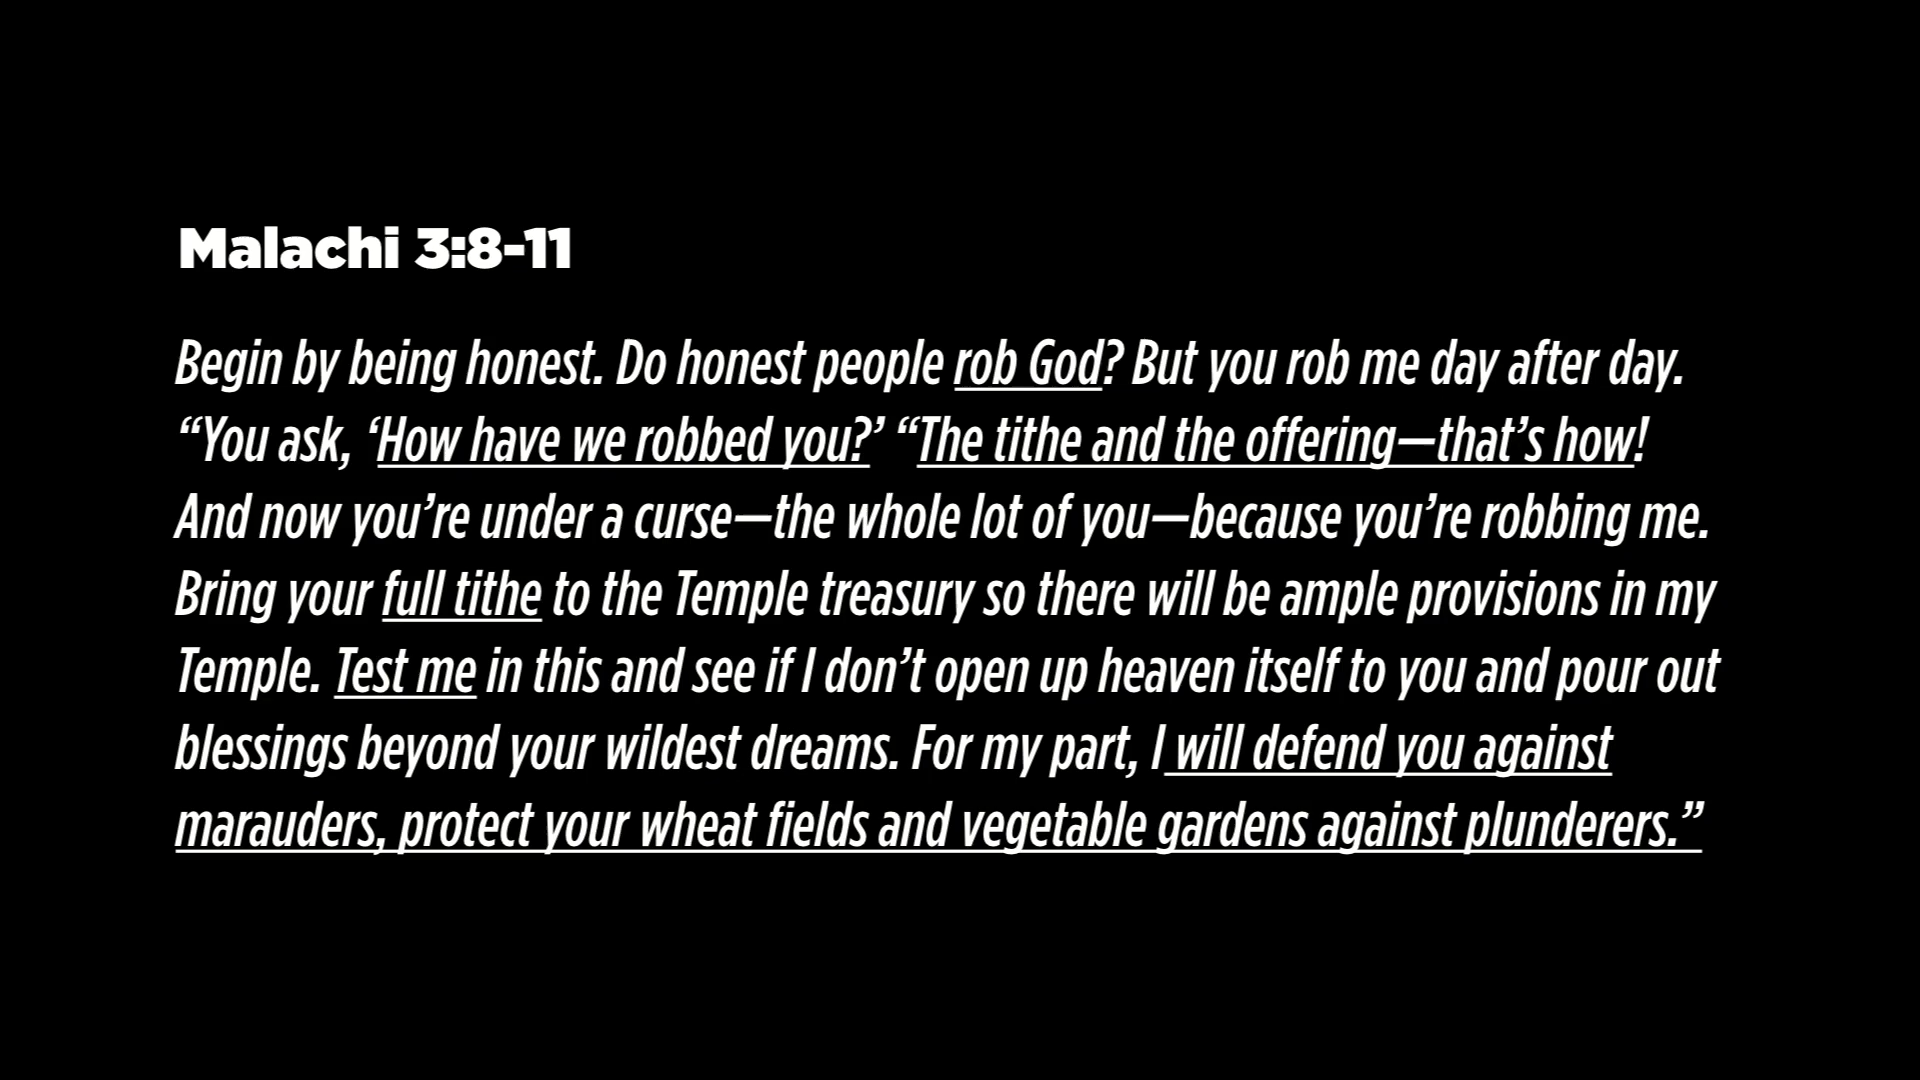 Malachi 3:8-11
Begin by being honest. Do honest people rob God? But you rob me day after day.
“You ask, ‘How have we robbed you?’ “The tithe and the offering—that’s how!
And now you’re under a curse—the whole lot of you—because you’re robbing me.
Bring your full tithe to the Temple treasury so there will be ample provisions in my
Temple. Test me in this and see if I don’t open up heaven itself to you and pour out
blessings beyond your wildest dreams. For my part, I will defend you against
marauders, protect your wheat fields and vegetable gardens against plunderers.”